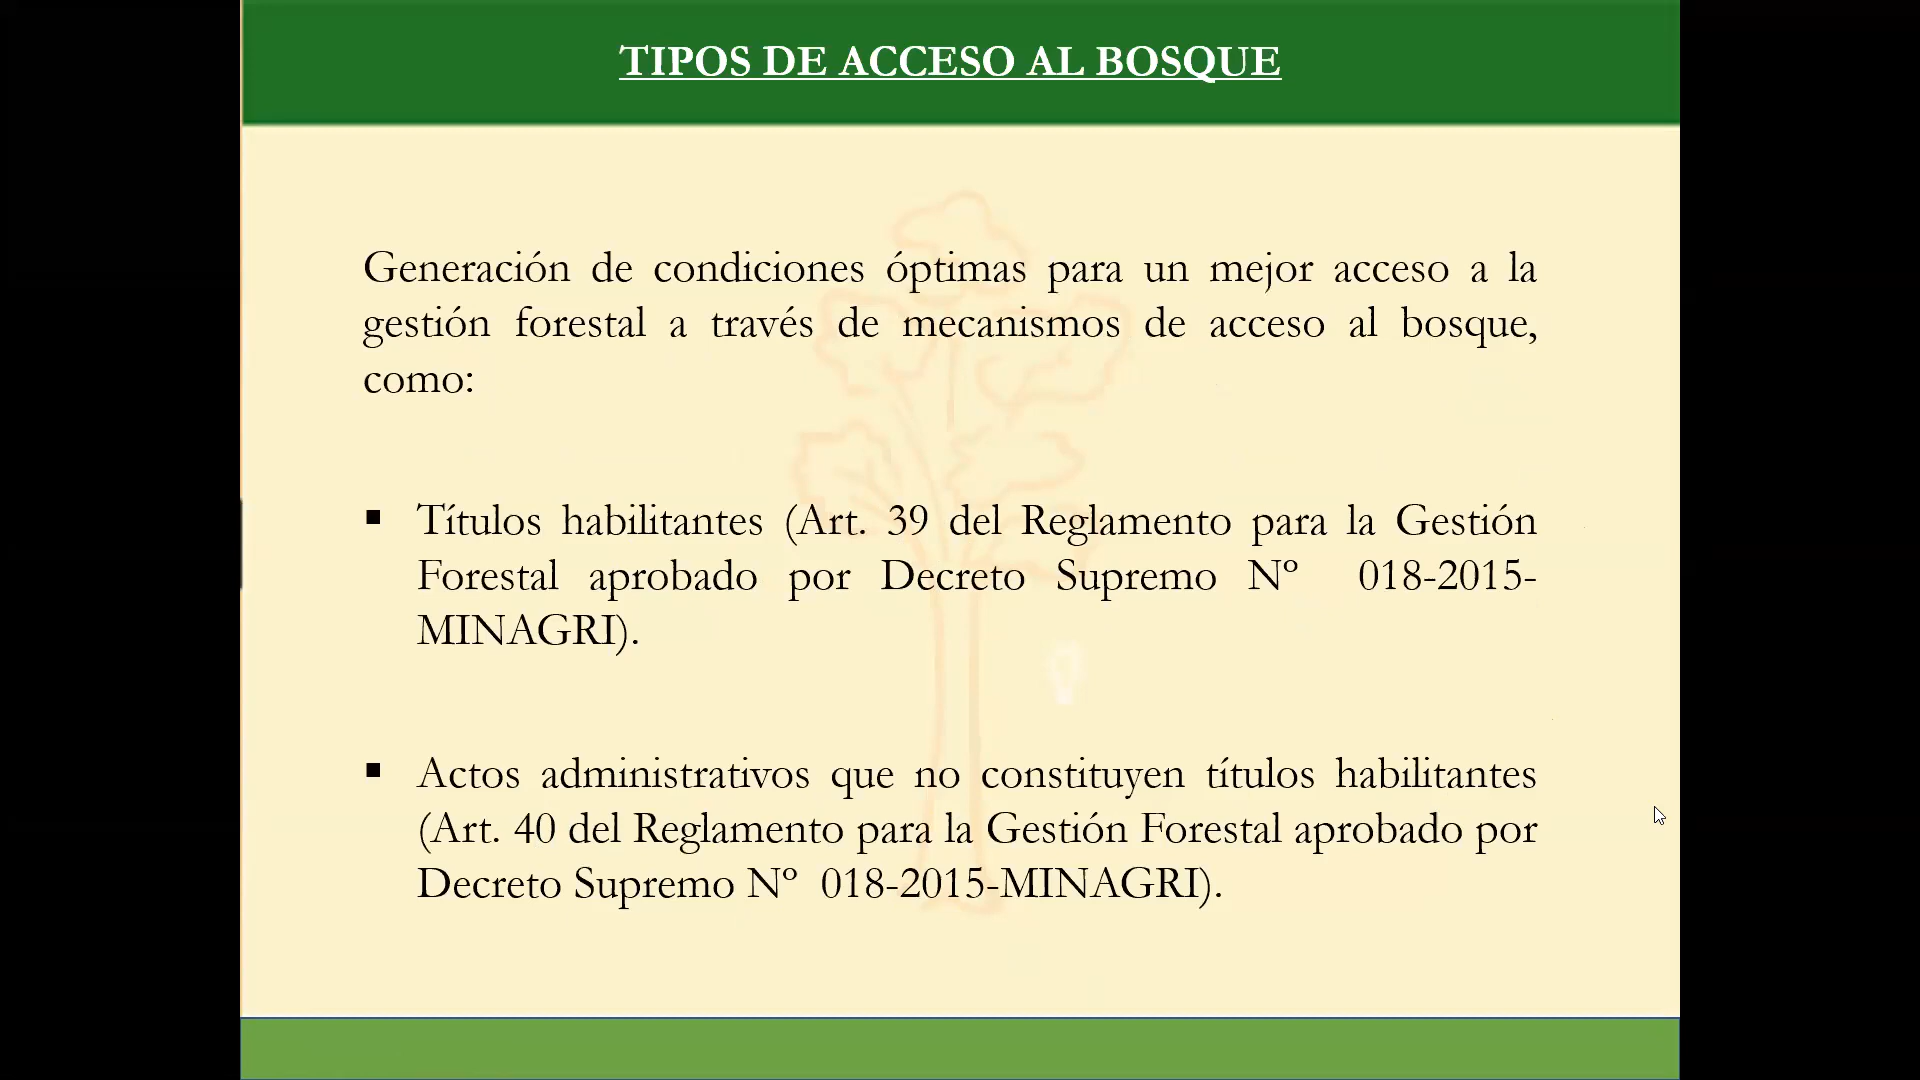 TIPOS DE ACCESO AL BOSQUE
Generación de condiciones óptimas para un mejor acceso a la
gestión forestal a través de mecanismos de acceso al bosque,
como:
▪ Títulos habilitantes (Art. 39 del Reglamento para la Gestión
Forestal aprobado por Decreto Supremo Nº 018-2015-
MINAGRI).
▪ Actos administrativos que no constituyen títulos habilitantes
(Art. 40 del Reglamento para la Gestión Forestal aprobado por
Decreto Supremo Nº 018-2015-MINAGRI).